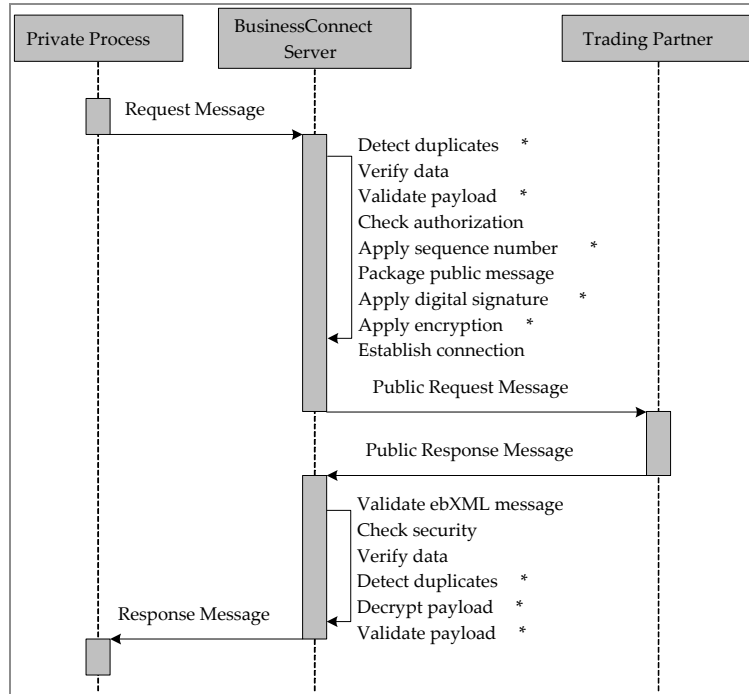 Private Process
BusinessConnect
Server
Trading Partner
Request Message
Detect duplicates *
Verify data
Validate payload *
Check authorization
Apply sequence number *
Package public message
Apply digital signature *
Apply encryption *
Establish connection
Public Request Message
Public Response Message
Validate ebXML message
Check security
Verify data
Detect duplicates *
Decrypt payload *
Validate payload *
Response Message